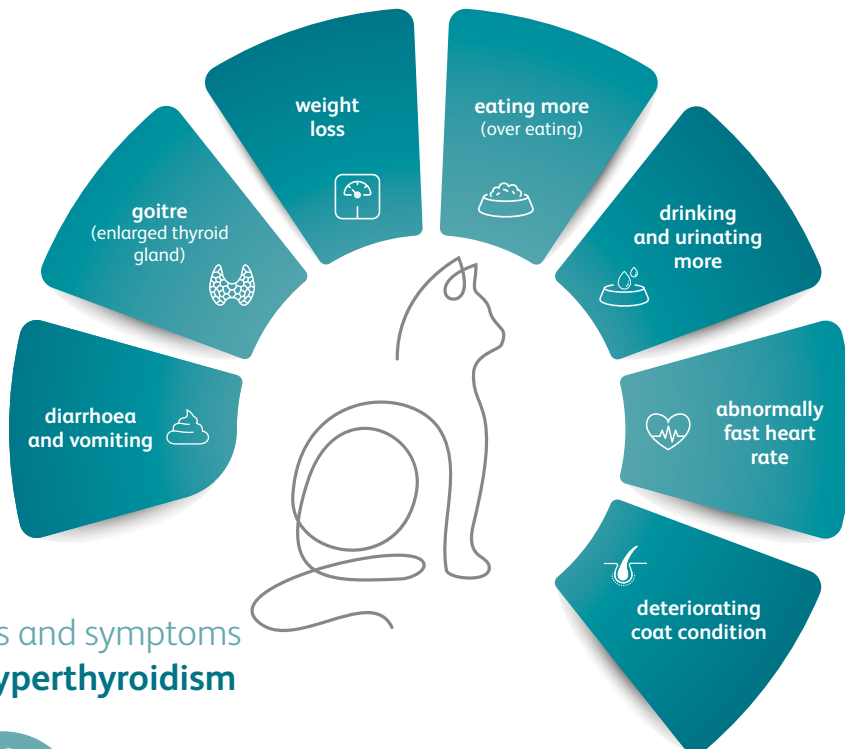 weight
loss
eating more
(over eating)
goitre
(enlarged thyroid
gland)
drinking
and urinating
more
diarrhoea
and vomiting
abnormally
fast heart
rate
deteriorating
coat condition
and symptoms